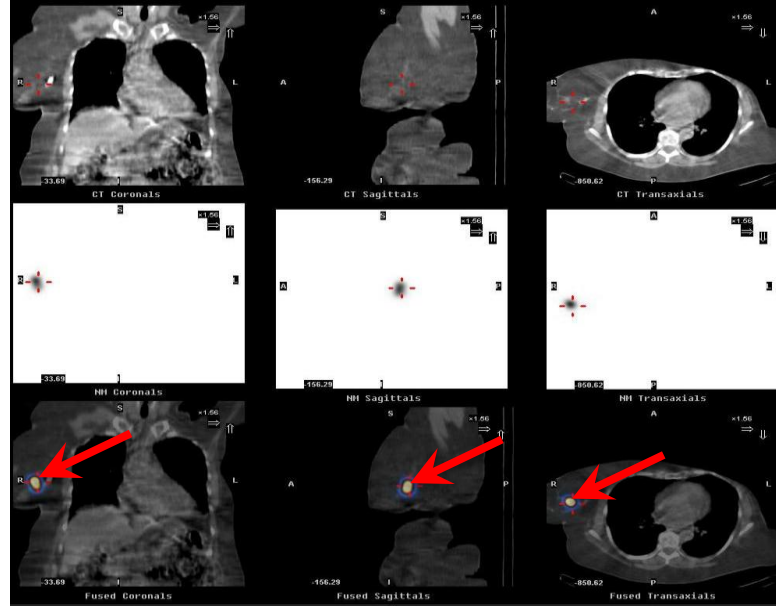 S S A
×1.56 ×1.56 ×1.56
R L A P R L
-33.69 I -156.29 I -850.62 P
CT Coronals CT Sagittals CT Transaxials
S S A
×1.56 ×1.56 ×1.56
A P R L
-33.69 I -156.29 I -850.62 P
NM Coronals NM Sagittals NM Transaxials
S S A
×1.56 ×1.56 ×1.56
R L A P R L
-33.69 I -156.29 I -850.62 P
Fused Coronals Fused Sagittals Fused Transaxials